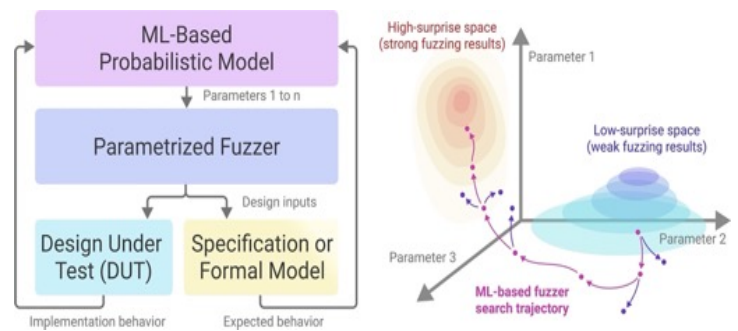 ML-Based
Probabilistic Model
Parameters 1 to n
Parametrized Fuzzer
Design inputs
Design Under
Test (DUT)
Specification or
Formal Model
Implementation behavior
Expected behavior
High-surprise space
(strong fuzzing results)
Parameter 1
Low-surprise space
(weak fuzzing results)
Parameter 2
Parameter 3
ML-based fuzzer
search trajectory